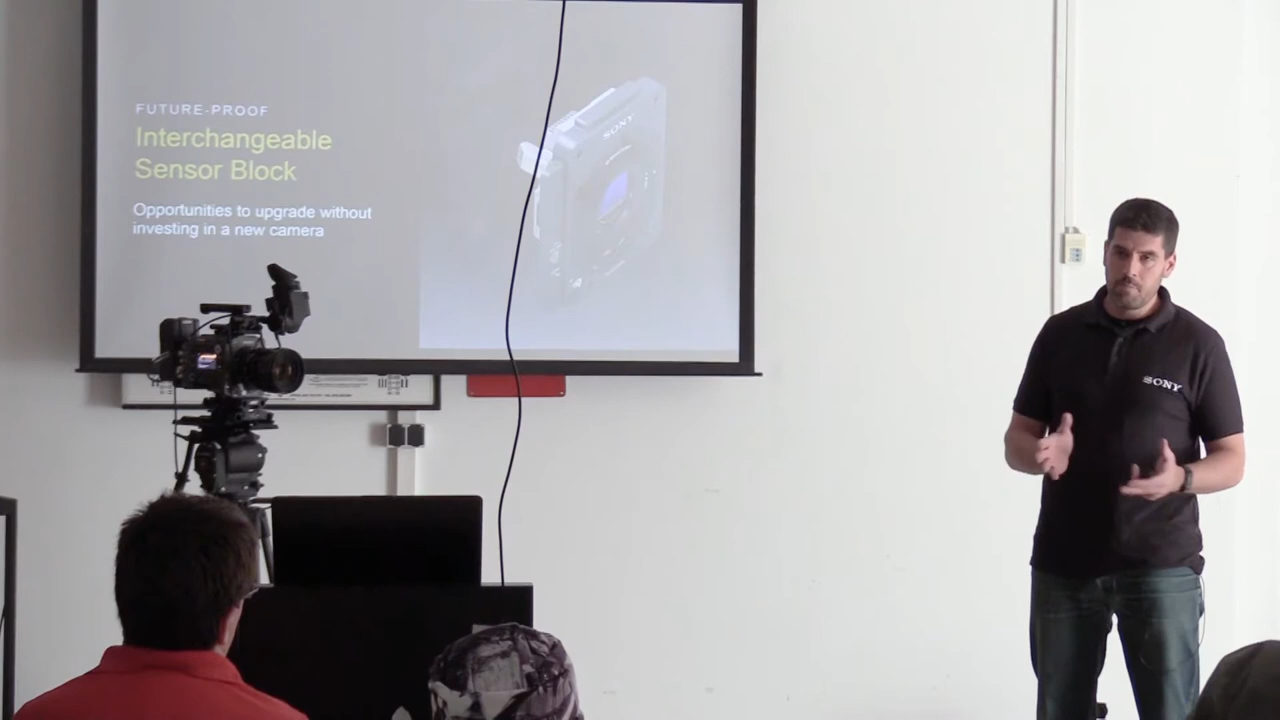 FUTURE-PROOF
Interchangeable
Sensor Block
Opportunities to upgrade without
investing in a new camera
SONY
SONY